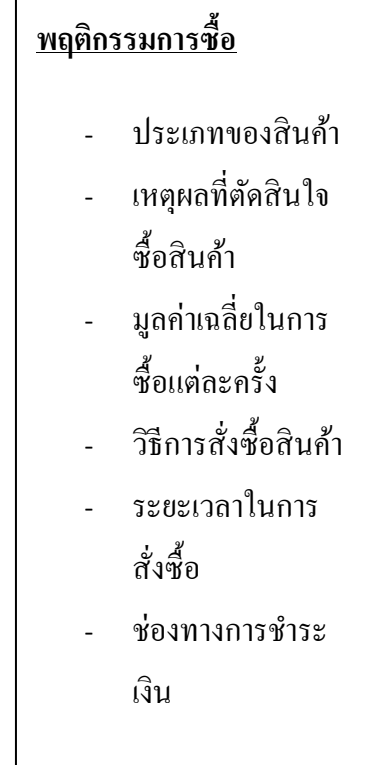 พฤติกรรมการซื้อ
- ประเภทของสินค้า
- เหตุผลที่ตัดสินใจ
ซื้อสินค้า
- มูลค่าเฉลี่ยในการ
ซื้อแต่ละครั้ง
- วิธีการสั่งซื้อสินค้า
- ระยะเวลาในการ
สั่งซื้อ
- ช่องทางการชำระ
เงิน